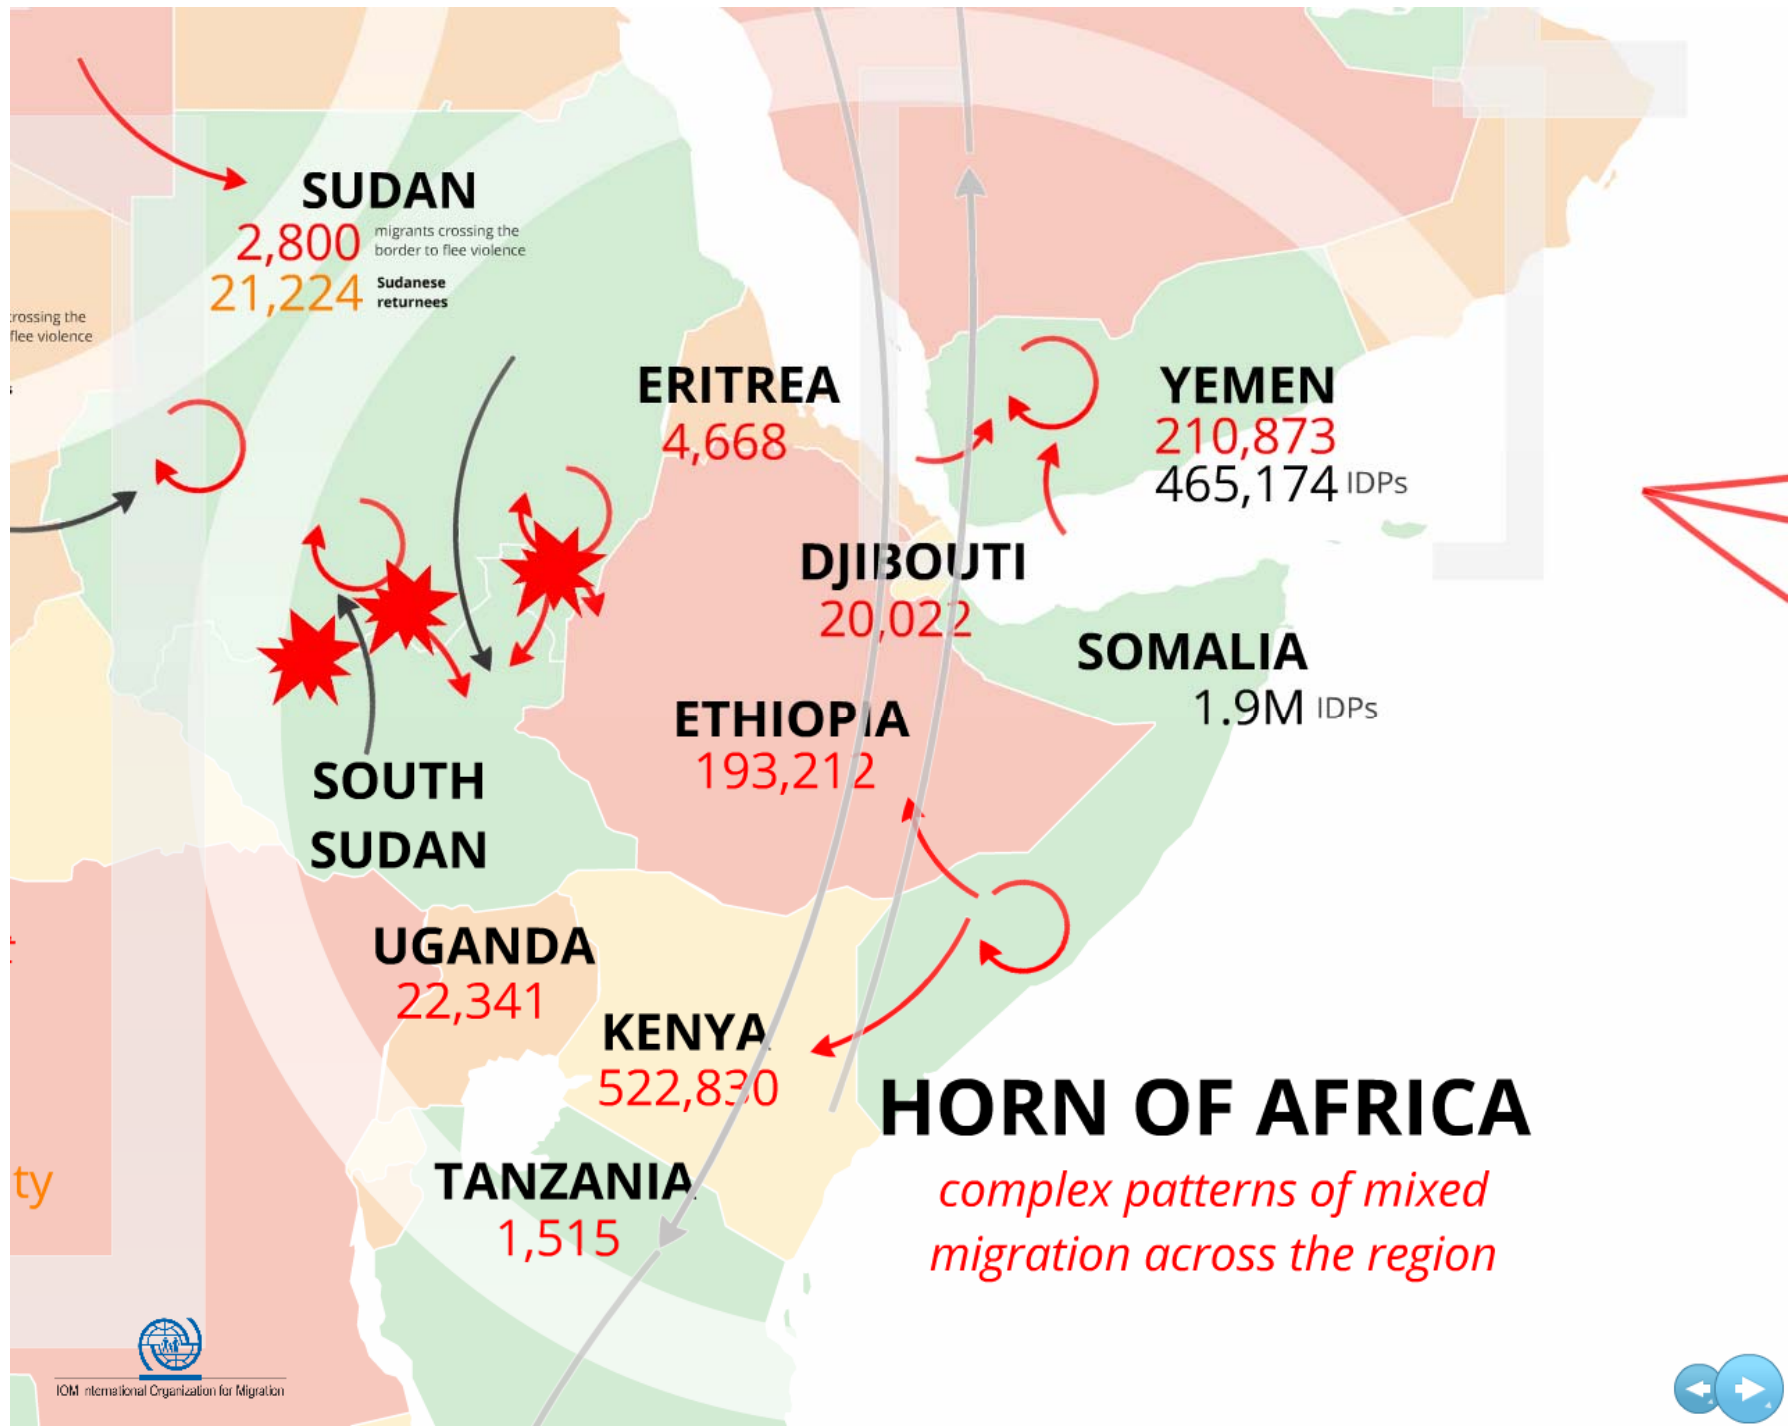 SUDAN
2,800 migrants crossing the
border to flee violence
21,224 Sudanese
returnees
rossing the
flee violence
ERITREA
4,668
YEMEN
210,873
465,174 IDPs
DJIBOUTI
20,022
SOMALIA
1.9M IDPs
ETHIOPIA
193,212
SOUTH
SUDAN
UGANDA
22,341
KENYA
522,830
HORN OF AFRICA
complex patterns of mixed
migration across the region
TANZANIA
1,515
ty
IOM nternational Organization for Migration